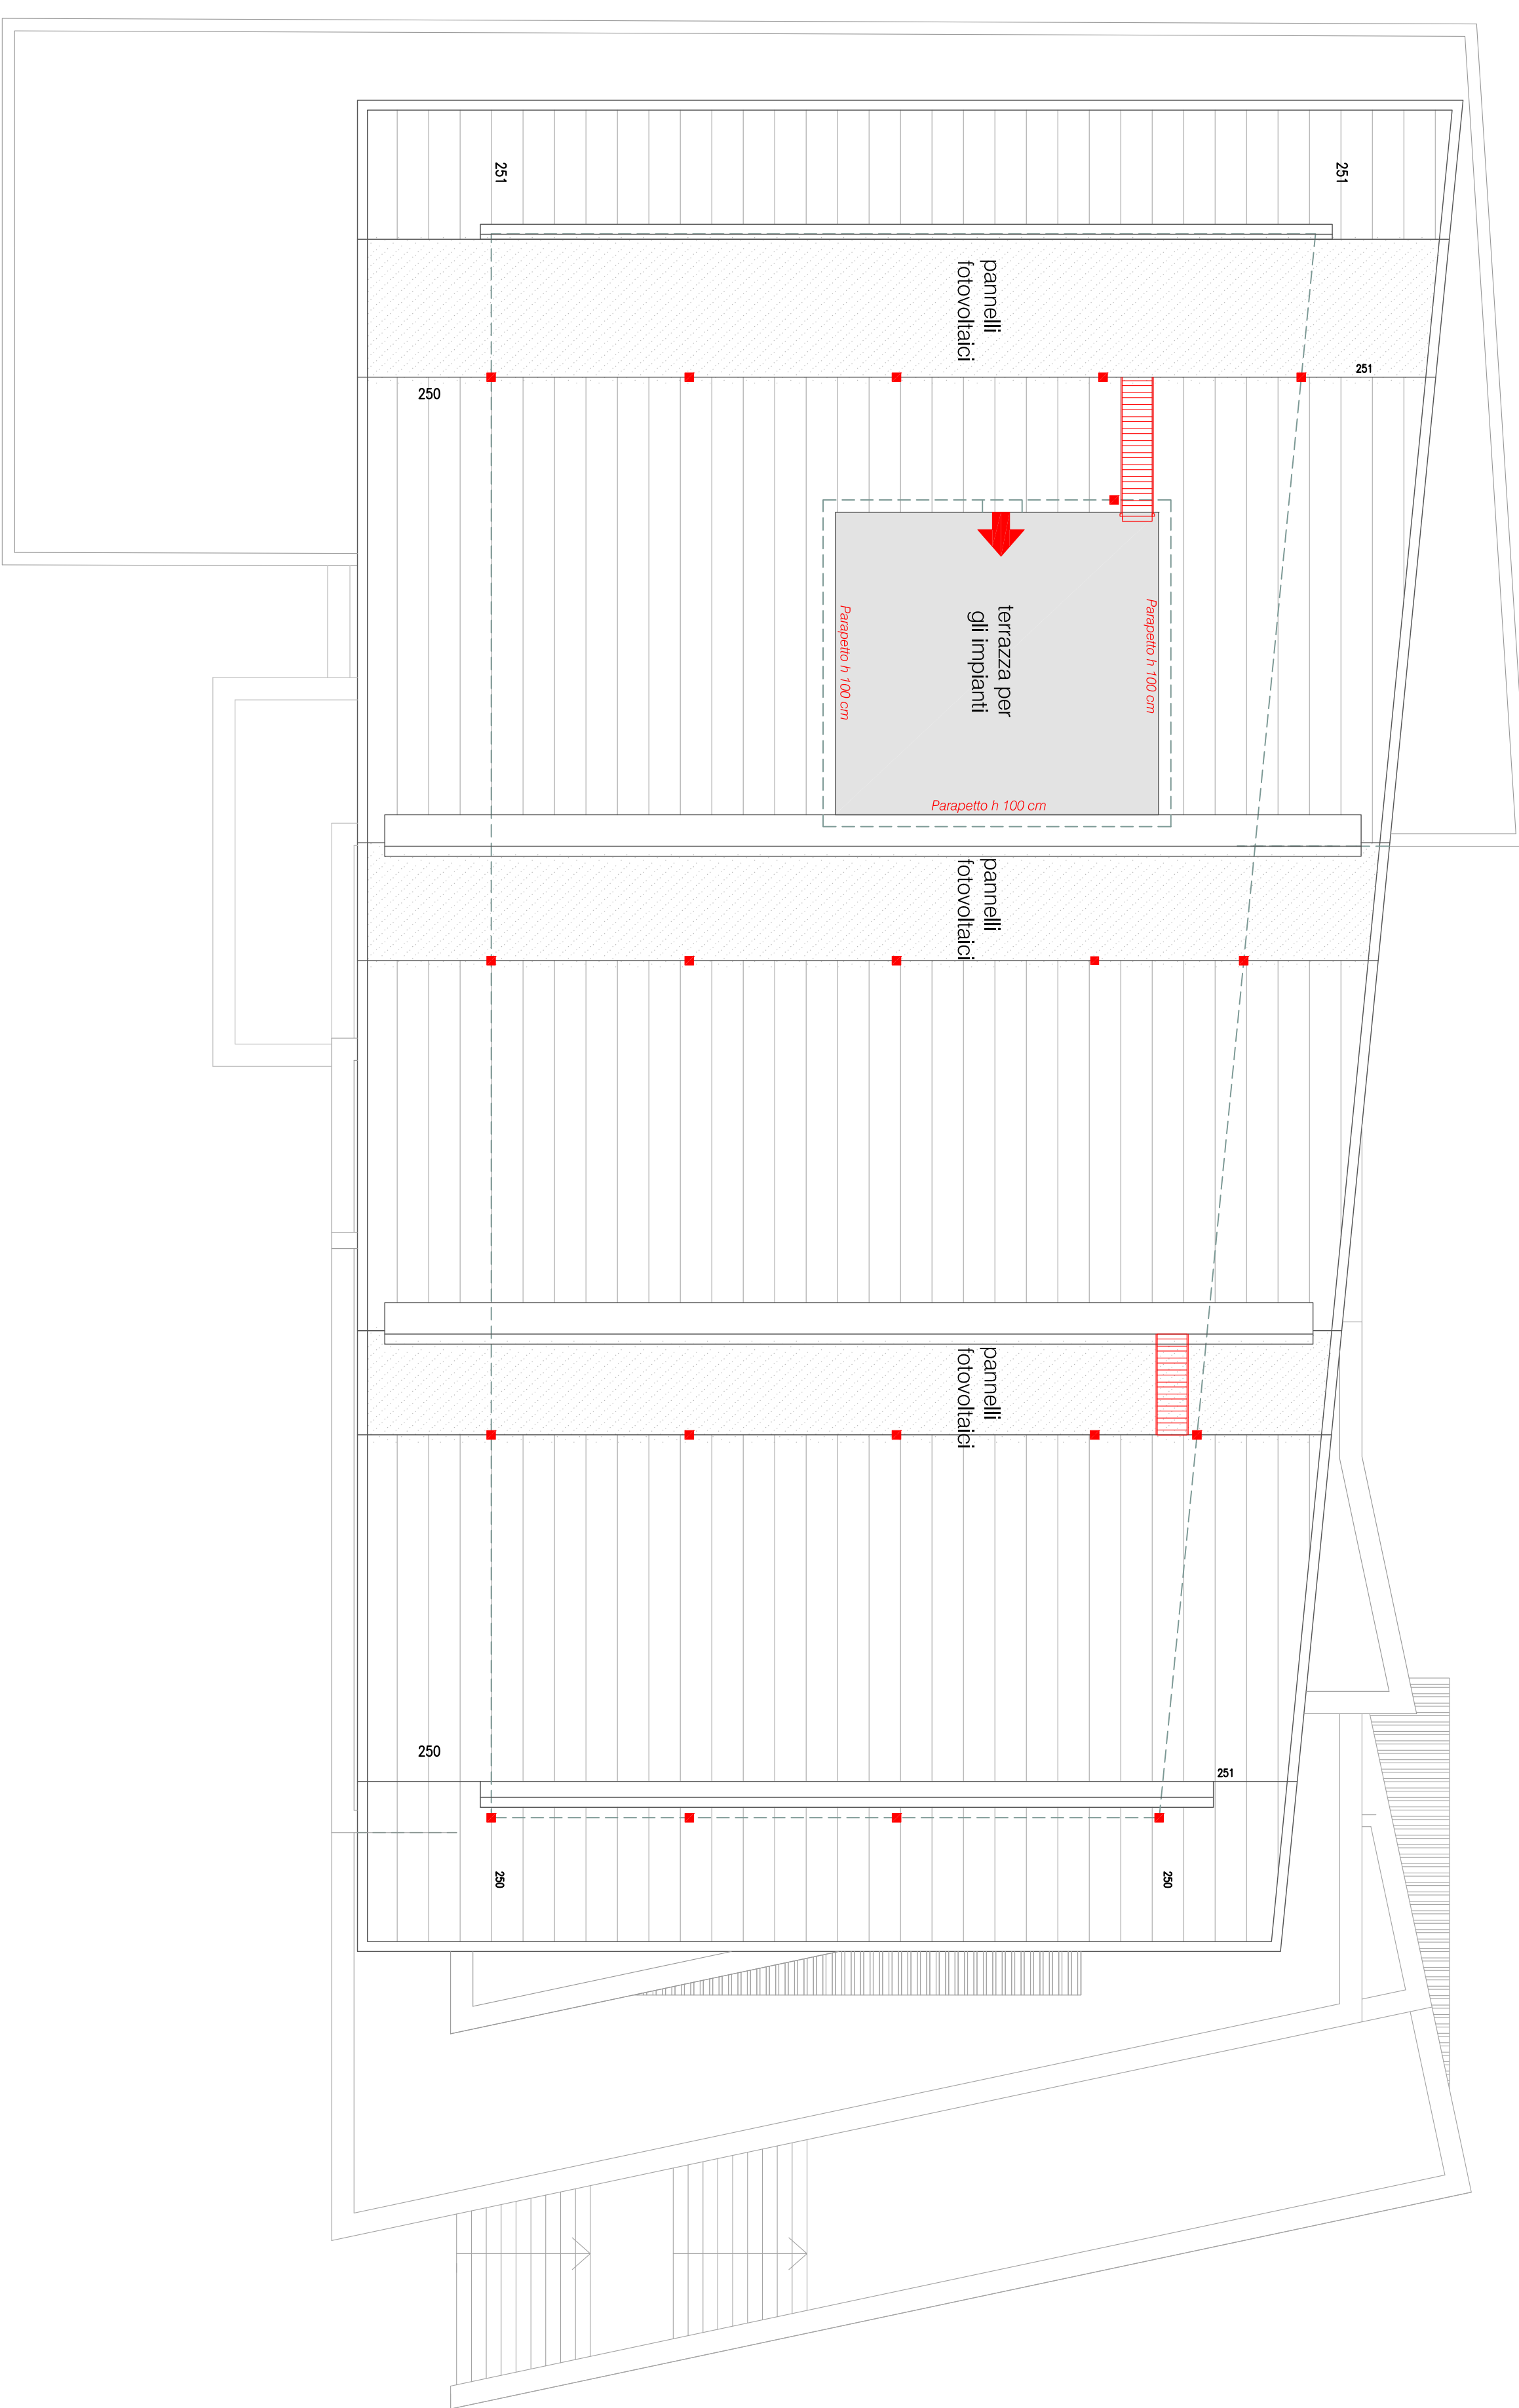 251
251
pannelli
fotovoltaici
251
250
terrazza per
gli impianti
Parapetto h 100 cm
Parapetto h 100 cm
Parapetto h 100 cm
pannelli
fotovoltaici
pannelli
fotovoltaici
250
251
250
250